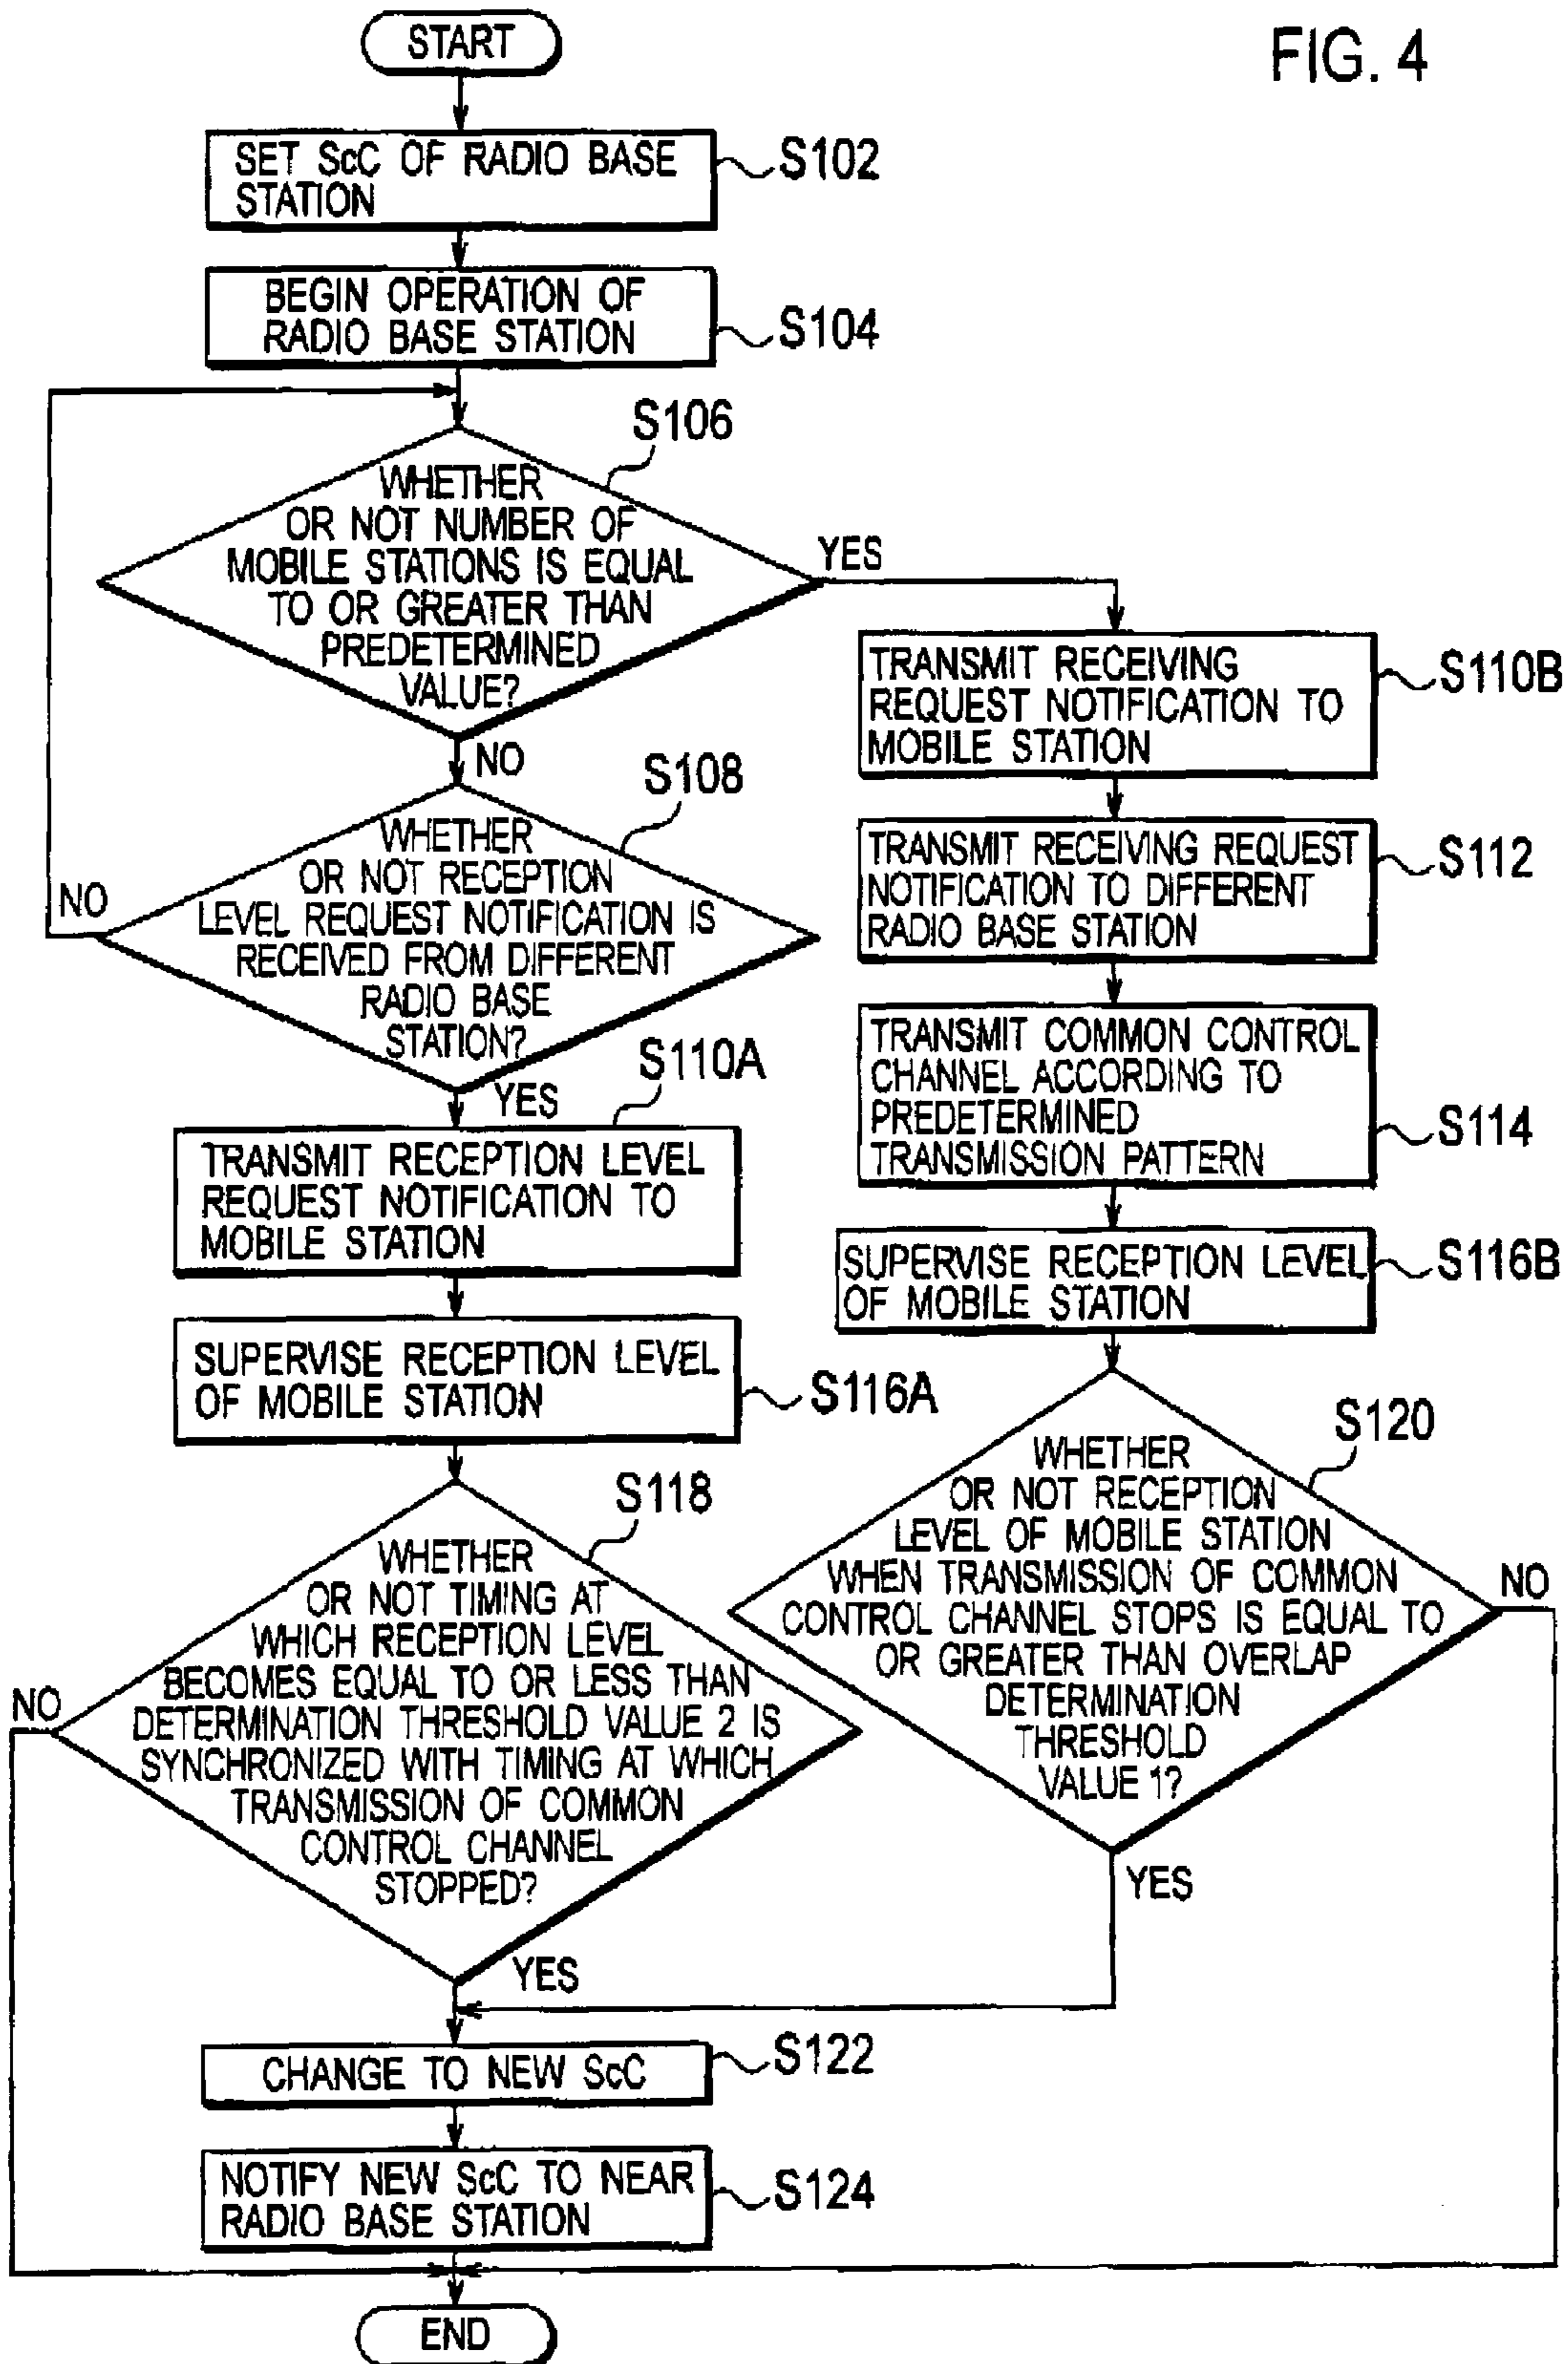 FIG. 4
START
SET ScC OF RADIO BASE
STATION
S102
BEGIN OPERATION OF
RADIO BASE STATION
S104
S106
WHETHER
OR NOT NUMBER OF
MOBILE STATIONS IS EQUAL
TO OR GREATER THAN
PREDETERMINED
VALUE?
YES
NO
S108
WHETHER
OR NOT RECEPTION
LEVEL REQUEST NOTIFICATION IS
RECEIVED FROM DIFFERENT
RADIO BASE
STATION?
NO
YES
S110A
TRANSMIT RECEPTION LEVEL
REQUEST NOTIFICATION TO
MOBILE STATION
SUPERVISE RECEPTION LEVEL
OF MOBILE STATION
S116A
S118
WHETHER
OR NOT TIMING AT
WHICH RECEPTION LEVEL
BECOMES EQUAL TO OR LESS THAN
DETERMINATION THRESHOLD VALUE 2 IS
SYNCHRONIZED WITH TIMING AT WHICH
TRANSMISSION OF COMMON
CONTROL CHANNEL
STOPPED?
NO
YES
TRANSMIT RECEIVING
REQUEST NOTIFICATION TO
MOBILE STATION
S110B
TRANSMIT RECEIVING REQUEST
NOTIFICATION TO DIFFERENT
RADIO BASE STATION
S112
TRANSMIT COMMON CONTROL
CHANNEL ACCORDING TO
PREDETERMINED
TRANSMISSION PATTERN
S114
SUPERVISE RECEPTION LEVEL
OF MOBILE STATION
S116B
S120
WHETHER
OR NOT RECEPTION
LEVEL OF MOBILE STATION
WHEN TRANSMISSION OF COMMON
CONTROL CHANNEL STOPS IS EQUAL TO
OR GREATER THAN OVERLAP
DETERMINATION
THRESHOLD
VALUE 1?
NO
YES
CHANGE TO NEW ScC
S122
NOTIFY NEW ScC TO NEAR
RADIO BASE STATION
S124
END